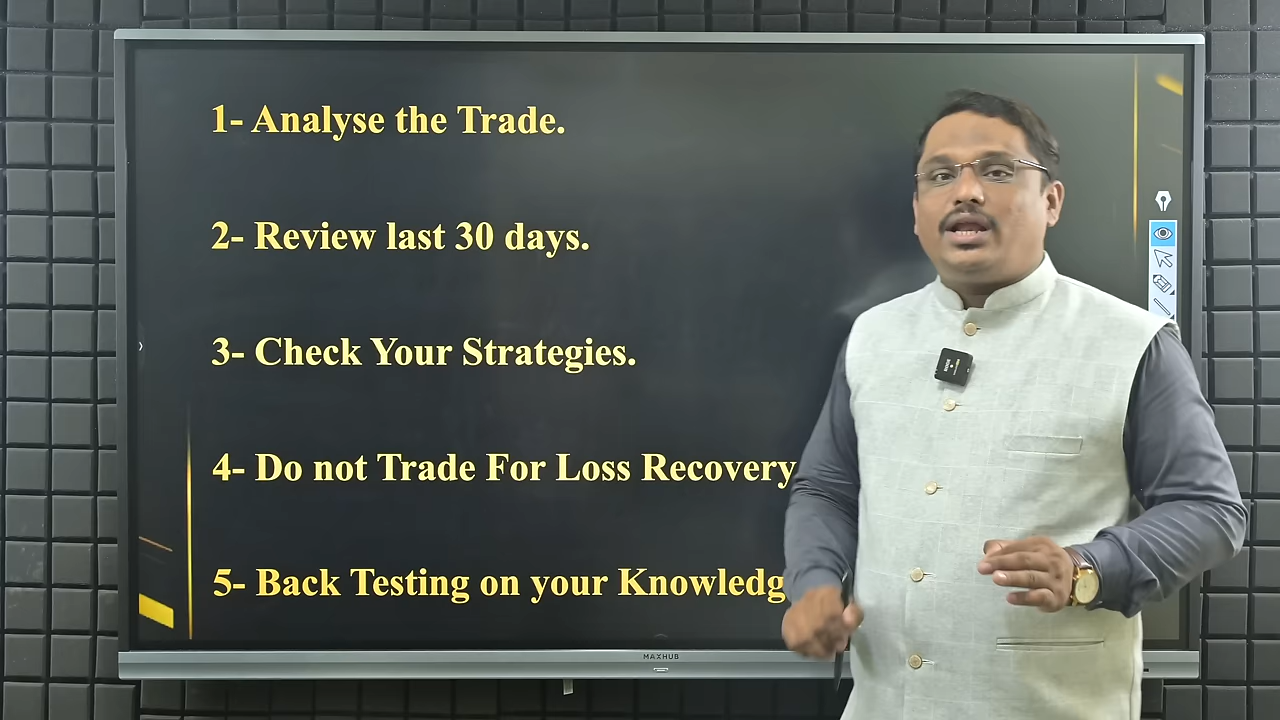 1- Analyse the Trade.
2- Review last 30 days.
3- Check Your Strategies.
4- Do not Trade For Loss Recovery
5- Back Testing on your Knowledg
MAXHUB